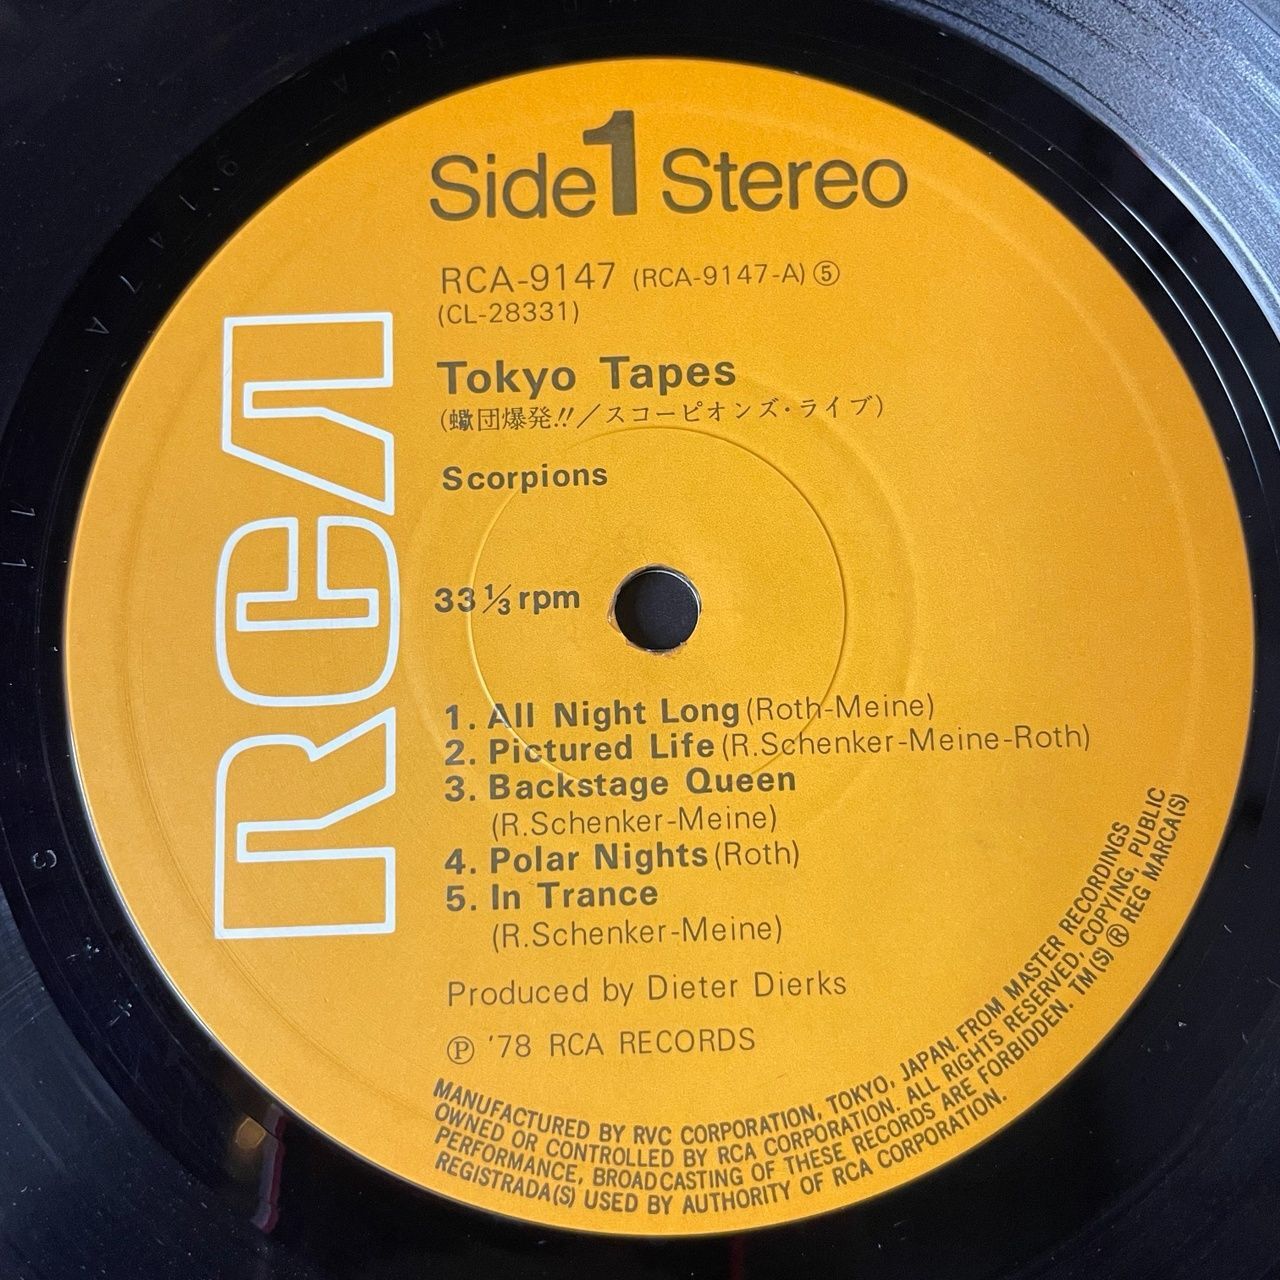 Side 1 Stereo
RCA-9147 (RCA-9147-A) ⑤
(CL-28331)
Tokyo Tapes
(蠍団爆発!!/スコーピオンズ・ライブ)
Scorpions
RCA
33 1/3 rpm
1. All Night Long (Roth-Meine)
2. Pictured Life (R.Schenker-Meine-Roth)
3. Backstage Queen
(R.Schenker-Meine)
4. Polar Nights (Roth)
5. In Trance
(R.Schenker-Meine)
Produced by Dieter Dierks
Ⓟ '78 RCA RECORDS
MANUFACTURED BY RVC CORPORATION, TOKYO, JAPAN. FROM MASTER RECORDINGS
OWNED OR CONTROLLED BY RCA CORPORATION. ALL RIGHTS RESERVED, COPYING, PUBLIC
PERFORMANCE, BROADCASTING OF THESE RECORDS ARE FORBIDDEN. TM(S) ® REG MARCA(S)
REGISTRADA(S) USED BY AUTHORITY OF RCA CORPORATION.